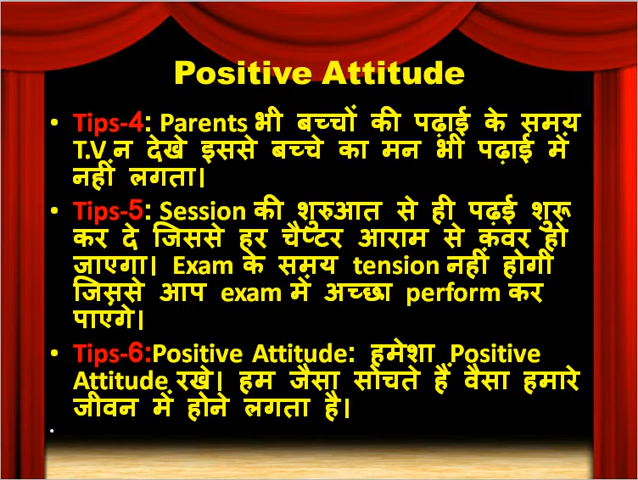 Positive Attitude
• Tips-4: Parents भी बच्चों की पढ़ाई के समय
T.V न देखे इससे बच्चे का मन भी पढ़ाई में
नहीं लगता।
• Tips-5: Session की शुरुआत से ही पढ़ई शुरू
कर दे जिससे हर चैप्टर आराम से कवर हो
जाएगा। Exam के समय tension नहीं होगी
जिससे आप exam में अच्छा perform कर
पाएगे।
• Tips-6:Positive Attitude: हमेशा Positive
Attitude रखे। हम जैसा सोचते हैं वैसा हमारे
जीवन में होने लगता है।